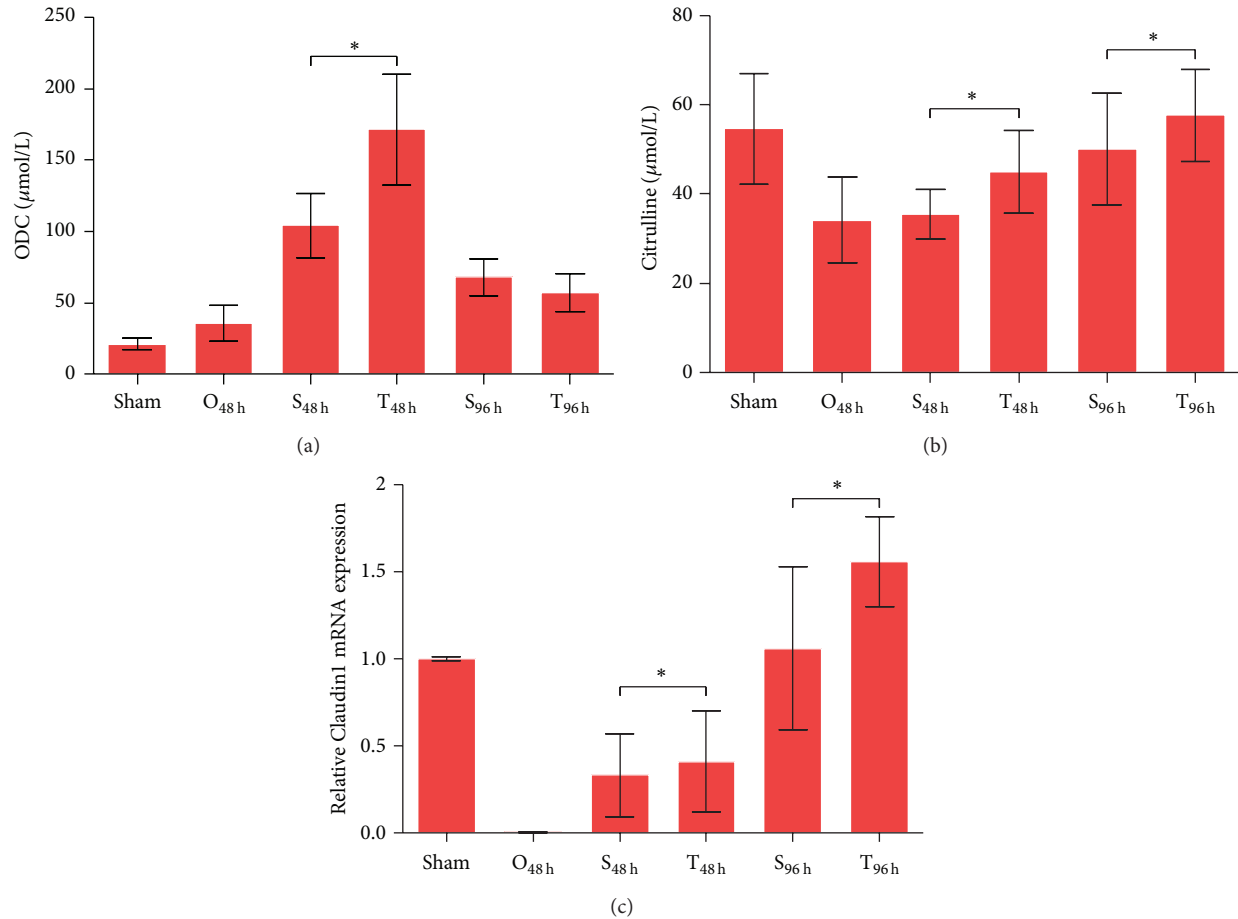 ODC (μmol/L)
250
200
150
100
50
0
*
Sham O48 h S48 h T48 h S96 h T96 h
(a)
Citrulline (μmol/L)
80
60
40
20
0
*
*
Sham O48 h S48 h T48 h S96 h T96 h
(b)
Relative Claudin1 mRNA expression
2
1.5
1.0
0.5
0.0
*
*
Sham O48 h S48 h T48 h S96 h T96 h
(c)